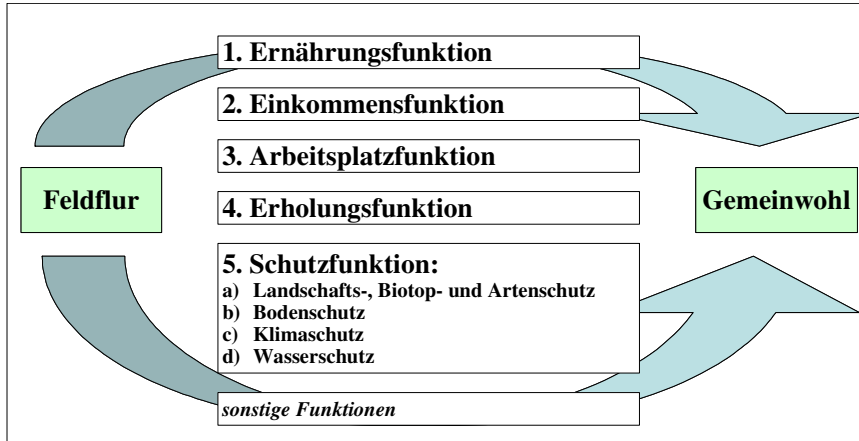 1. Ernährungsfunktion
2. Einkommensfunktion
3. Arbeitsplatzfunktion
Feldflur
4. Erholungsfunktion
Gemeinwohl
5. Schutzfunktion:
a) Landschafts-, Biotop- und Artenschutz
b) Bodenschutz
c) Klimaschutz
d) Wasserschutz
sonstige Funktionen